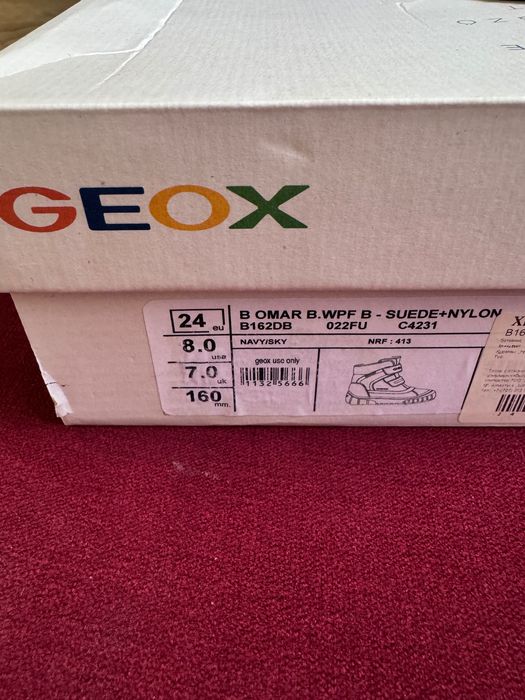 GEOX
24 eu
8.0 usa
7.0 uk
160 mm.
B OMAR B.WPF B - SUEDE+NYLON
B162DB 022FU C4231
NAVY/SKY NRF : 413
geox use only
1132 5666
B16